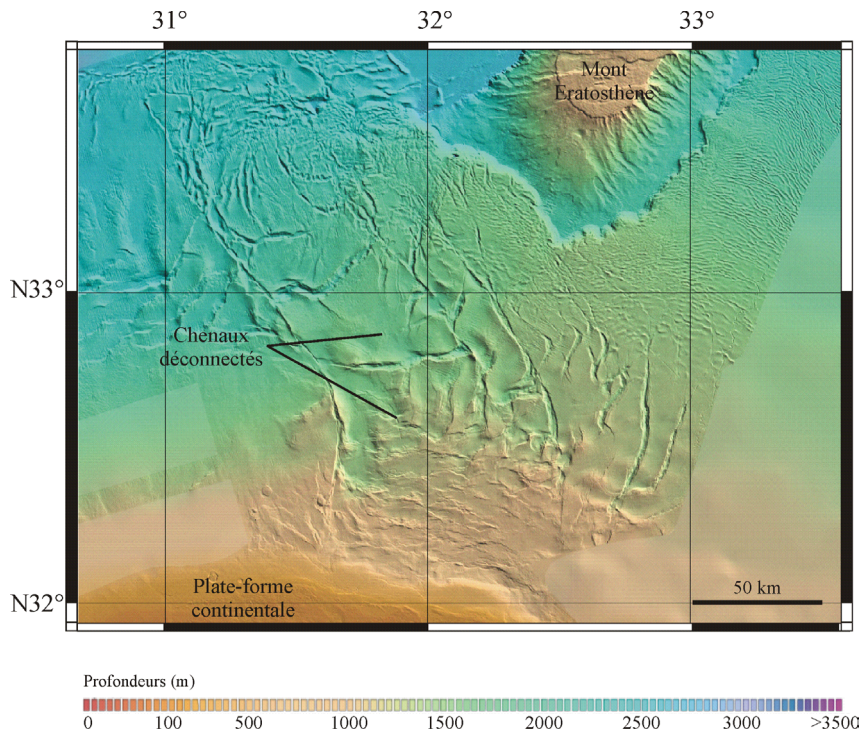 31° 32° 33°
Mont
Eratosthène
N33°
Chenaux
déconnectés
Plate-forme
continentale
50 km
N32°
Profondeurs (m)
0 100 500 1000 1500 2000 2500 3000 >3500